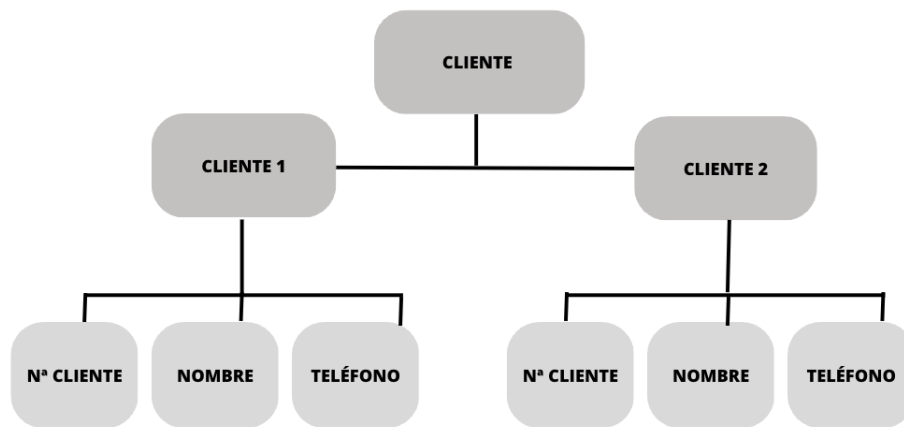 CLIENTE
CLIENTE 1
CLIENTE 2
Nª CLIENTE
NOMBRE
TELÉFONO
Nª CLIENTE
NOMBRE
TELÉFONO